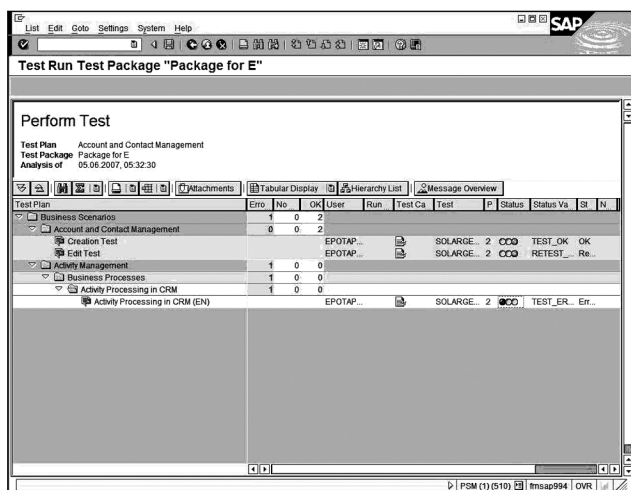 List Edit Goto Settings System Help
SAP
Test Run Test Package "Package for E"
Perform Test
Test Plan Account and Contact Management
Test Package Package for E
Analysis of 05.06.2007, 05:32:30
Attachments Tabular Display Hierarchy List Message Overview
Test Plan Erro No... OK User Run... Test Ca Test P Status Status Va St... N...
Business Scenarios 1 0 2
Account and Contact Management 0 0 2
Creation Test EPOTAP... SOLARGE... 2 TEST_OK OK
Edit Test EPOTAP... SOLARGE... 2 RETEST_... Re...
Activity Management 1 0 0
Business Processes 1 0 0
Activity Processing in CRM 1 0 0
Activity Processing in CRM (EN) EPOTAP... SOLARGE... 2 TEST_ER... Err...
PSM (1) (510) fmsap994 OVR